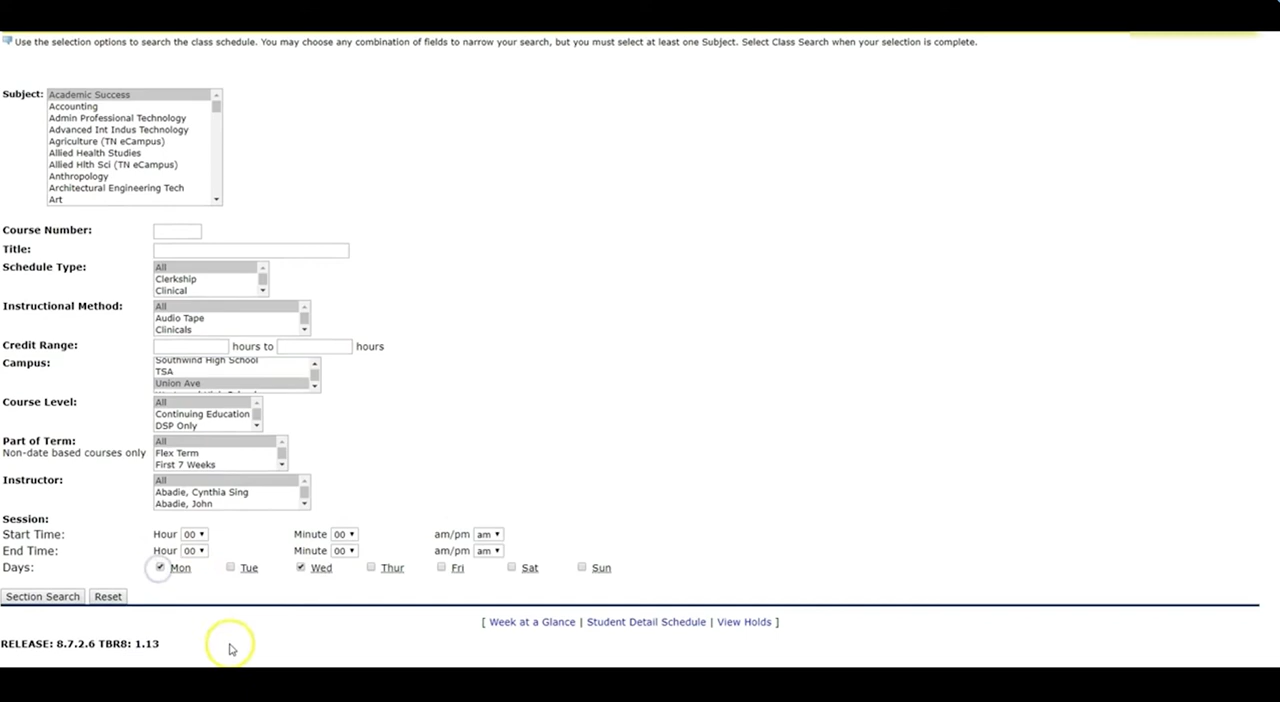 Use the selection options to search the class schedule. You may choose any combination of fields to narrow your search, but you must select at least one Subject. Select Class Search when your selection is complete.
Subject:
Academic Success
Accounting
Admin Professional Technology
Advanced Int Indus Technology
Agriculture (TN eCampus)
Allied Health Studies
Allied Hlth Sci (TN eCampus)
Anthropology
Architectural Engineering Tech
Art
Course Number:
Title:
Schedule Type:
All
Clerkship
Clinical
Instructional Method:
All
Audio Tape
Clinicals
Credit Range: hours to hours
Campus:
Southwind High School
TSA
Union Ave
Course Level:
All
Continuing Education
DSP Only
Part of Term:
Non-date based courses only
All
Flex Term
First 7 Weeks
Instructor:
All
Abadie, Cynthia Sing
Abadie, John
Session:
Start Time: Hour 00 Minute 00 am/pm am
End Time: Hour 00 Minute 00 am/pm am
Days: Mon Tue Wed Thur Fri Sat Sun
Section Search Reset
[ Week at a Glance | Student Detail Schedule | View Holds ]
RELEASE: 8.7.2.6 TBR8: 1.13